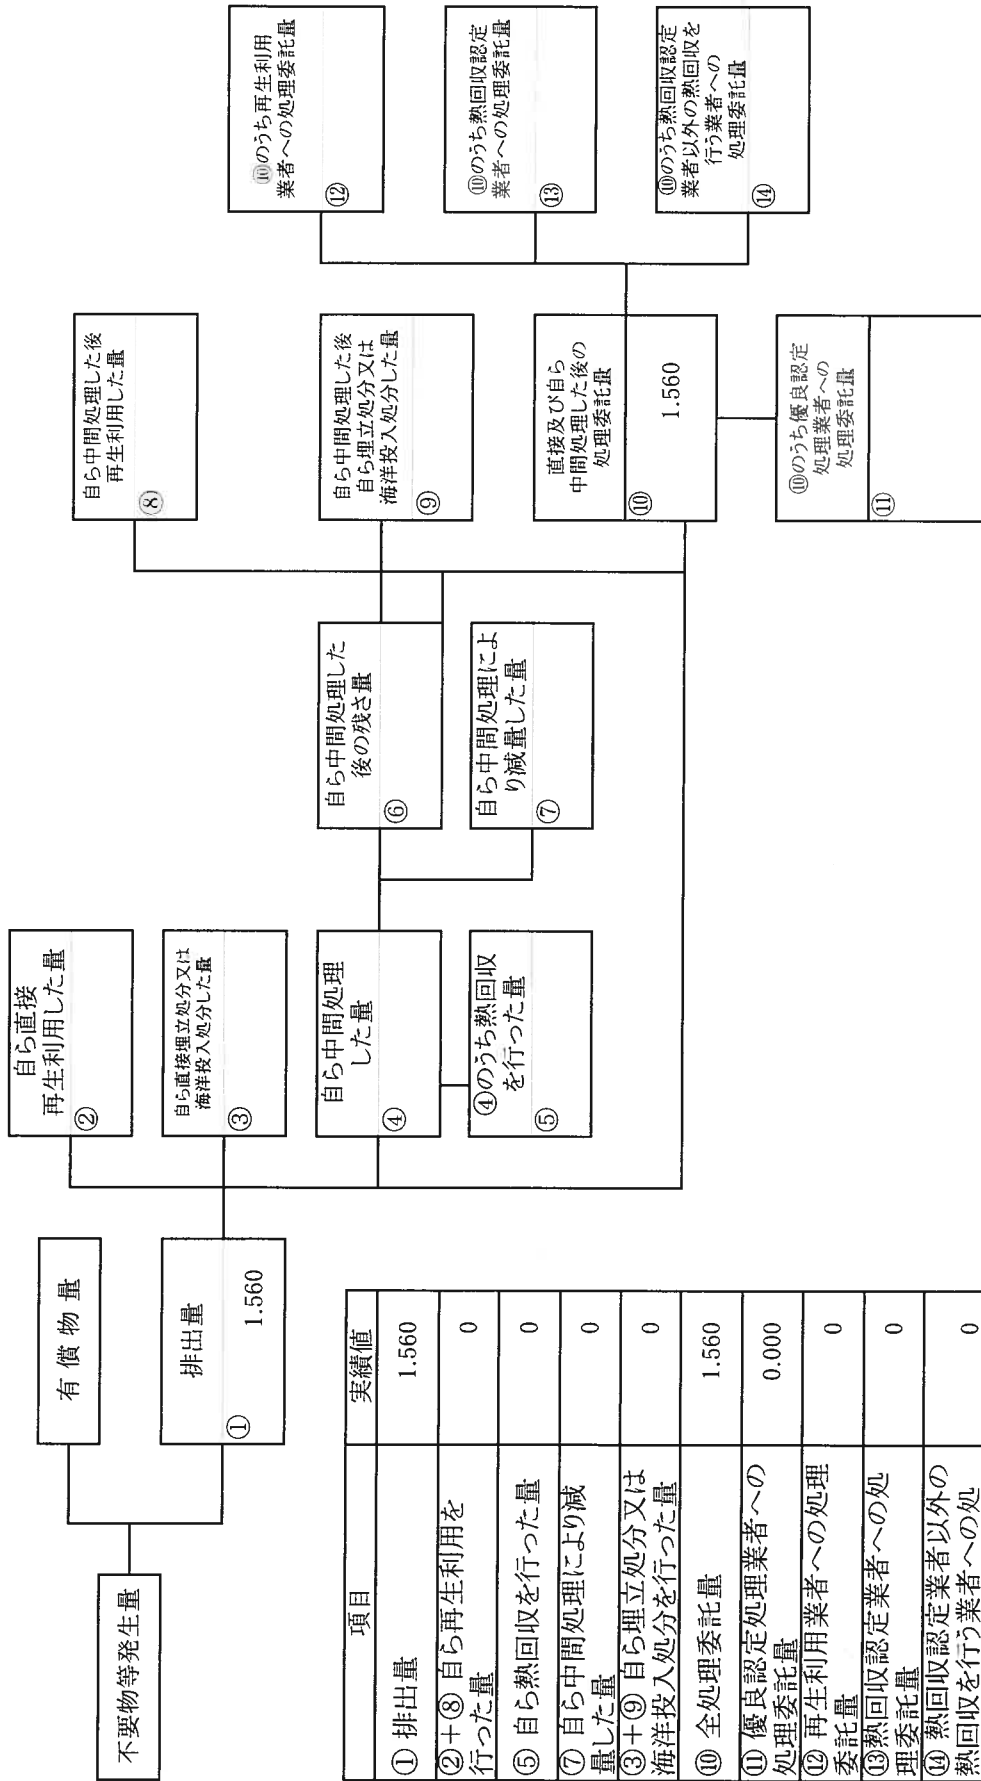 不要物等発生量
有償物量
排出量
①
1.560
自ら直接
再生利用した量
②
自ら直接埋立処分又は
海洋投入処分した量
③
自ら中間処理
した量
④
④のうち熱回収
を行った量
⑤
自ら中間処理した
後の残さ量
⑥
自ら中間処理によ
り減量した量
⑦
自ら中間処理した後
再生利用した量
⑧
自ら中間処理した後
自ら埋立処分又は
海洋投入処分した量
⑨
直接及び自ら
中間処理した後の
処理委託量
⑩
1.560
⑩のうち優良認定
処理業者への
処理委託量
⑪
⑩のうち再生利用
業者への処理委託量
⑫
⑩のうち熱回収認定
業者への処理委託量
⑬
⑩のうち熱回収認定
業者以外の熱回収を
行う業者への
処理委託量
⑭
項目 実績値
① 排出量 1.560
②+⑧ 自ら再生利用を
行った量 0
⑤ 自ら熱回収を行った量 0
⑦ 自ら中間処理により減
量した量 0
③+⑨ 自ら埋立処分又は
海洋投入処分を行った量 0
⑩ 全処理委託量 1.560
⑪ 優良認定処理業者への
処理委託量 0.000
⑫ 再生利用業者への処理
委託量 0
⑬熱回収認定業者への処
理委託量 0
⑭ 熱回収認定業者以外の
熱回収を行う業者への処 0